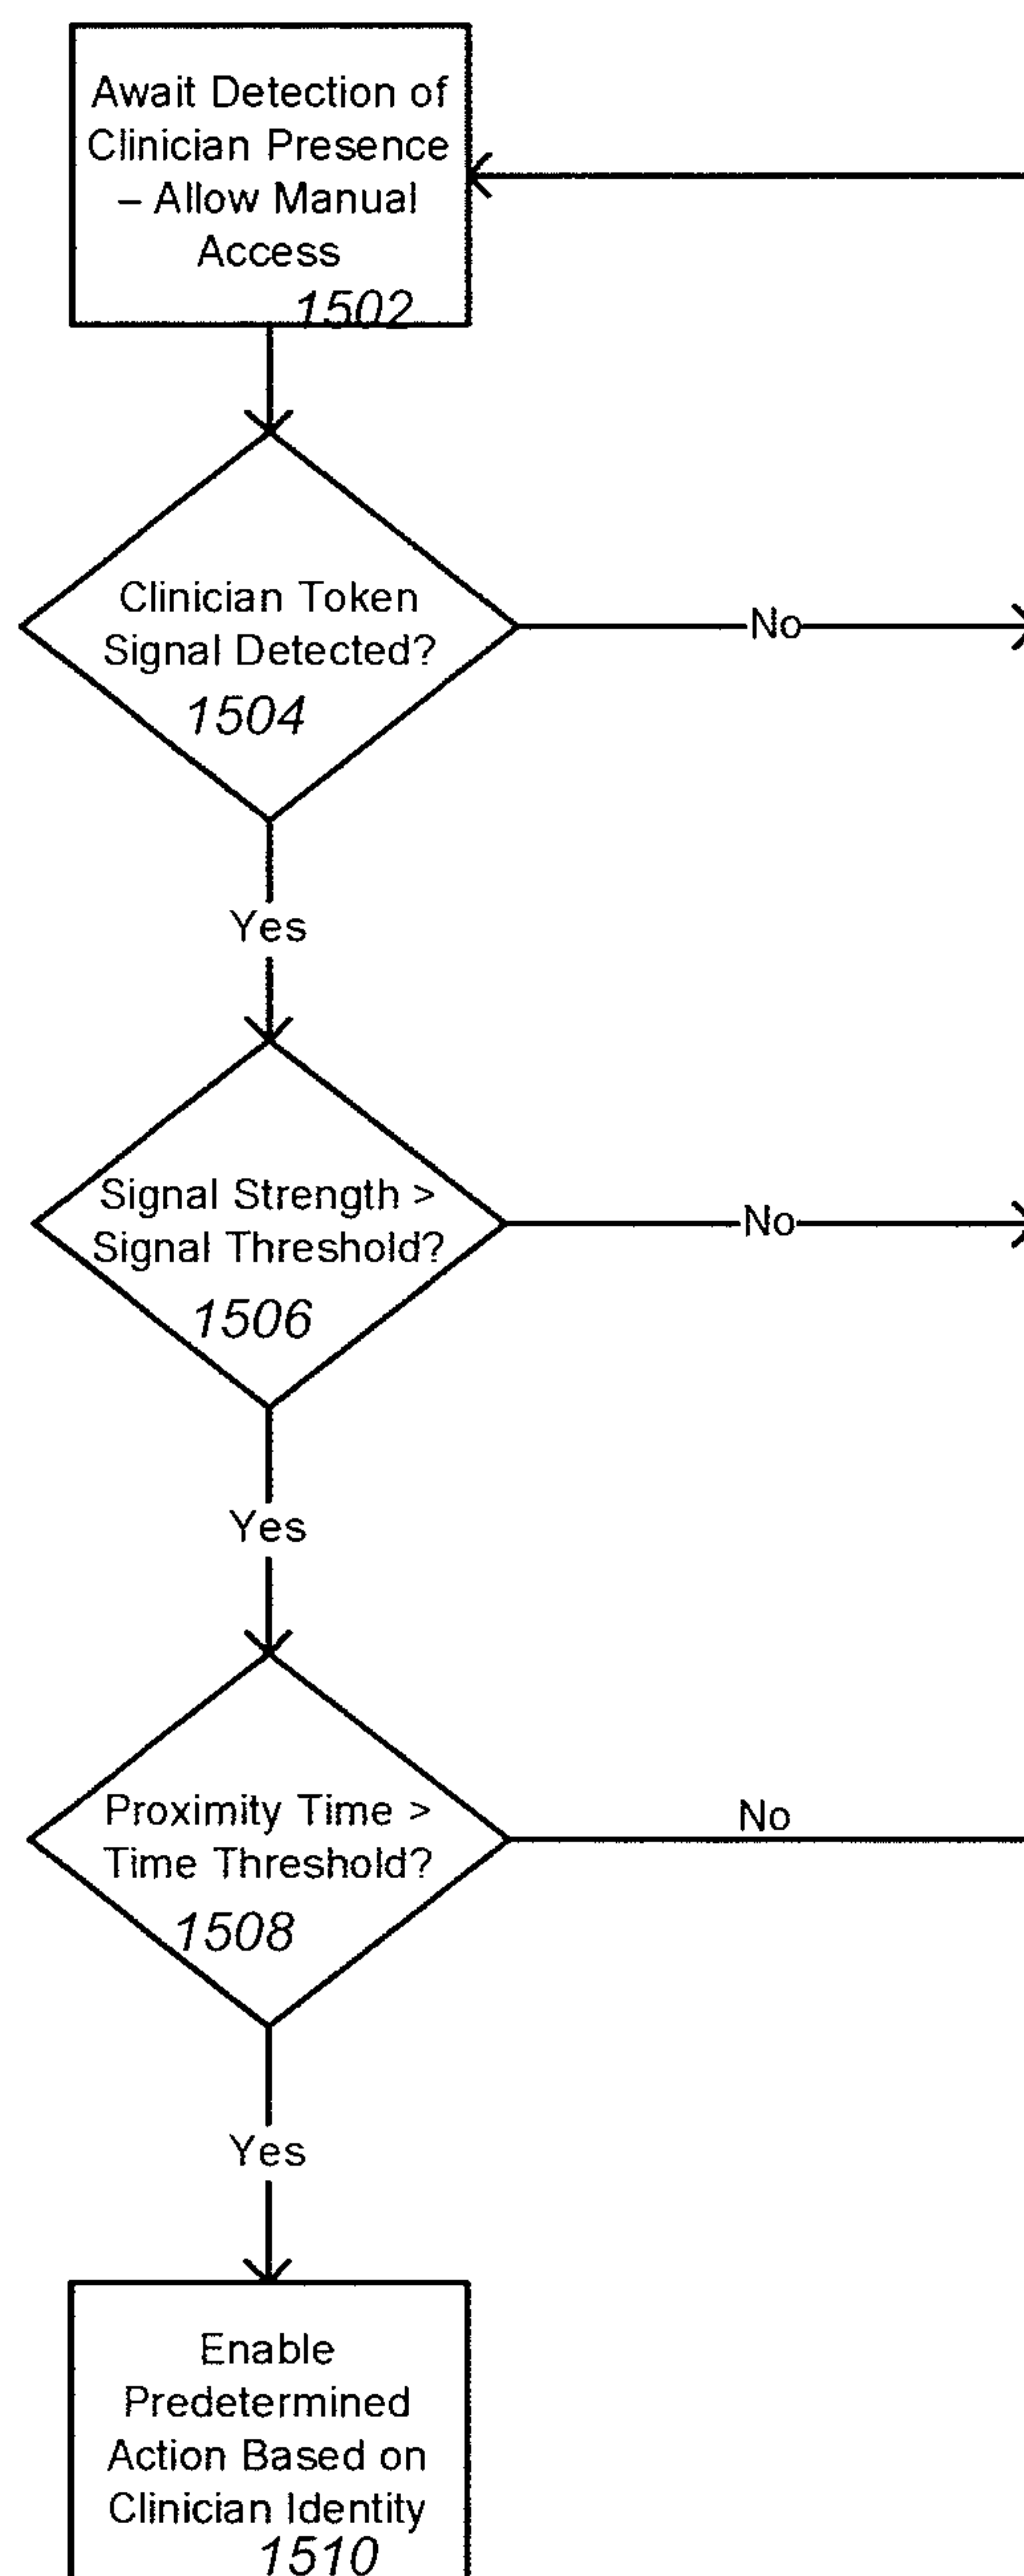 Await Detection of
Clinician Presence
– Allow Manual
Access
1502
Clinician Token
Signal Detected?
1504
No
Yes
Signal Strength >
Signal Threshold?
1506
No
Yes
Proximity Time >
Time Threshold?
1508
No
Yes
Enable
Predetermined
Action Based on
Clinician Identity
1510